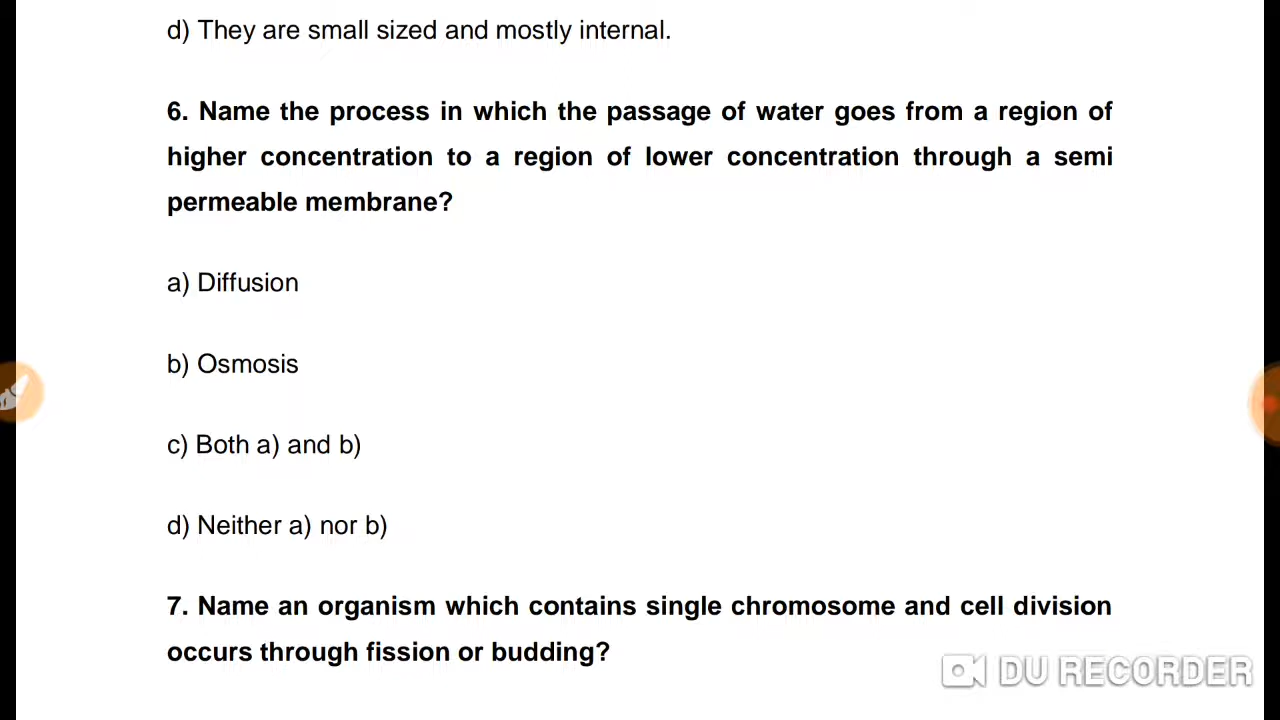 d) They are small sized and mostly internal.
6. Name the process in which the passage of water goes from a region of
higher concentration to a region of lower concentration through a semi
permeable membrane?
a) Diffusion
b) Osmosis
c) Both a) and b)
d) Neither a) nor b)
7. Name an organism which contains single chromosome and cell division
occurs through fission or budding?
DU RECORDER